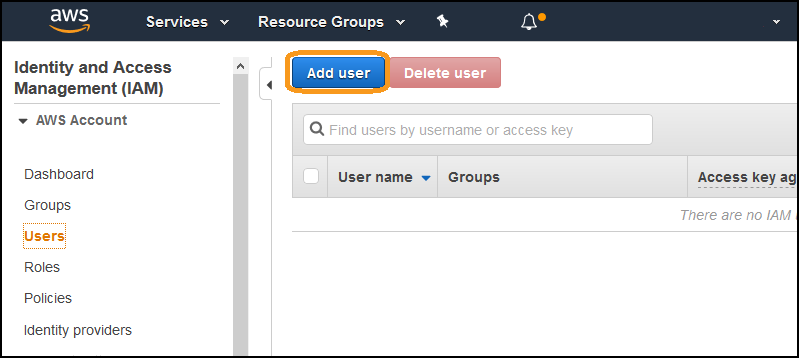 aws
Services
Resource Groups
Identity and Access
Management (IAM)
AWS Account
Dashboard
Groups
Users
Roles
Policies
Identity providers
Add user
Delete user
Find users by username or access key
User name
Groups
Access key ag
There are no IAM